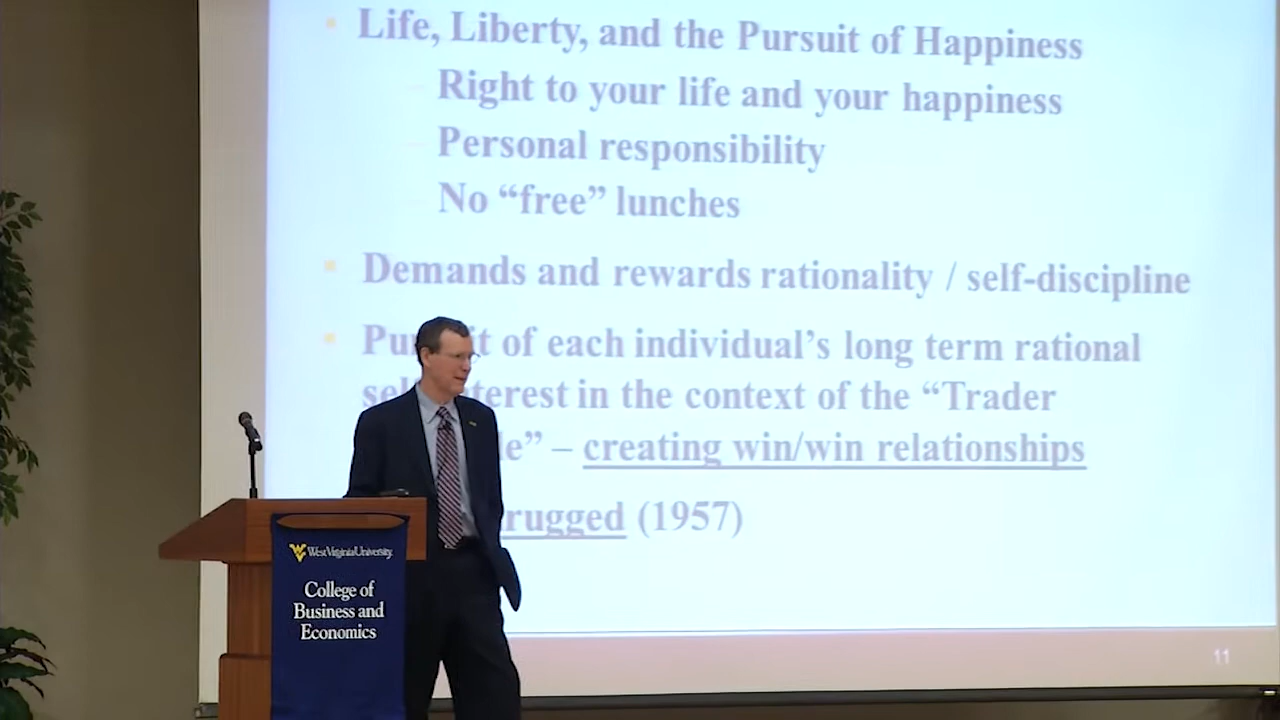 Life, Liberty, and the Pursuit of Happiness
Right to your life and your happiness
Personal responsibility
No “free” lunches
Demands and rewards rationality / self-discipline
of each individual’s long term rational
in the context of the “Trader
– creating win/win relationships
(1957)
11
West Virginia University.
College of
Business and
Economics